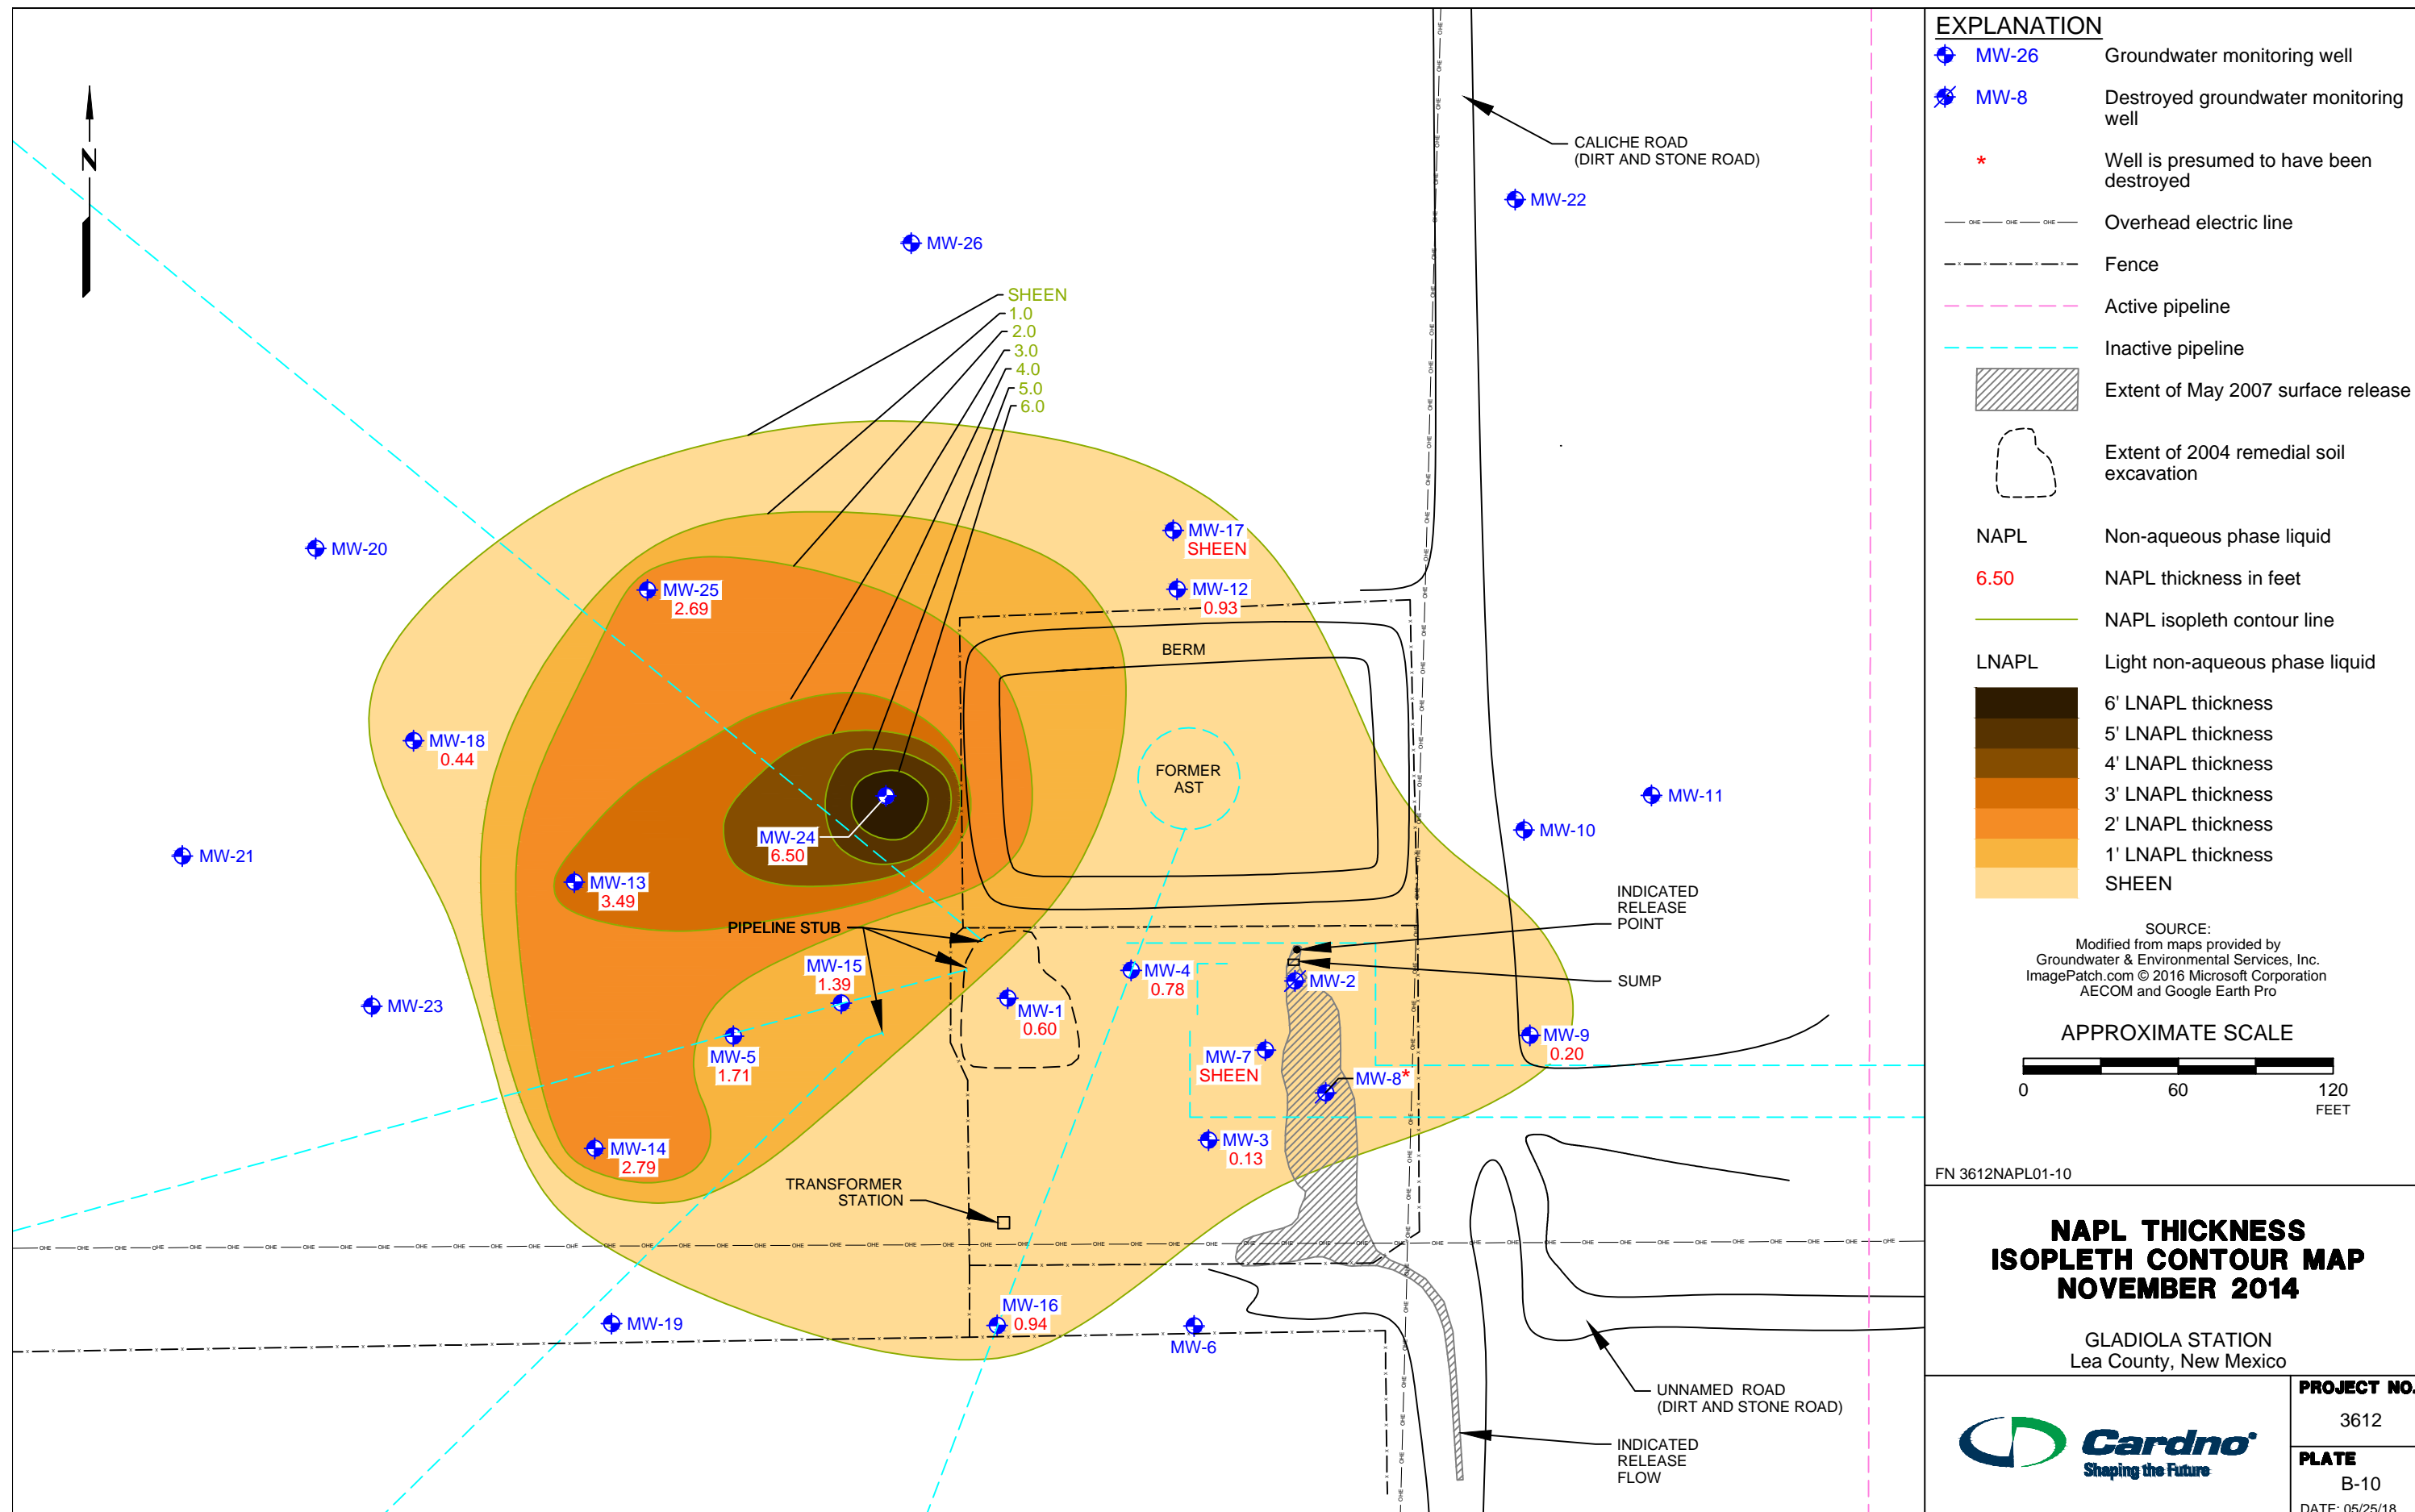 N
CALICHE ROAD
(DIRT AND STONE ROAD)
MW-22
MW-26
SHEEN
1.0
2.0
3.0
4.0
5.0
6.0
MW-17
SHEEN
MW-20
MW-25
2.69
MW-12
0.93
BERM
MW-18
0.44
FORMER
AST
MW-11
MW-10
MW-24
6.50
MW-21
MW-13
3.49
INDICATED
RELEASE
POINT
PIPELINE STUB
MW-15
1.39
MW-4
0.78
MW-2
SUMP
MW-23
MW-1
0.60
MW-5
1.71
MW-7
SHEEN
MW-9
0.20
MW-8*
MW-14
2.79
MW-3
0.13
TRANSFORMER
STATION
OHE
MW-19
MW-16
0.94
MW-6
UNNAMED ROAD
(DIRT AND STONE ROAD)
INDICATED
RELEASE
FLOW
EXPLANATION
MW-26 Groundwater monitoring well
MW-8 Destroyed groundwater monitoring
well
* Well is presumed to have been
destroyed
OHE OHE OHE Overhead electric line
Fence
Active pipeline
Inactive pipeline
Extent of May 2007 surface release
Extent of 2004 remedial soil
excavation
NAPL Non-aqueous phase liquid
6.50 NAPL thickness in feet
NAPL isopleth contour line
LNAPL Light non-aqueous phase liquid
6' LNAPL thickness
5' LNAPL thickness
4' LNAPL thickness
3' LNAPL thickness
2' LNAPL thickness
1' LNAPL thickness
SHEEN
SOURCE:
Modified from maps provided by
Groundwater & Environmental Services, Inc.
ImagePatch.com © 2016 Microsoft Corporation
AECOM and Google Earth Pro
APPROXIMATE SCALE
0 60 120
FEET
FN 3612NAPL01-10
NAPL THICKNESS
ISOPLETH CONTOUR MAP
NOVEMBER 2014
GLADIOLA STATION
Lea County, New Mexico
Cardno
Shaping the Future
PROJECT NO.
3612
PLATE
B-10
DATE: 05/25/18